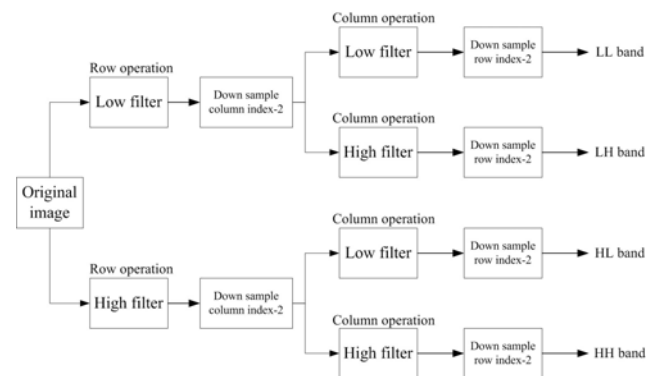 Column operation
Low filter
Down sample
row index-2
LL band
Row operation
Low filter
Down sample
column index-2
Column operation
High filter
Down sample
row index-2
LH band
Original
image
Column operation
Low filter
Down sample
row index-2
HL band
Row operation
High filter
Down sample
column index-2
Column operation
High filter
Down sample
row index-2
HH band